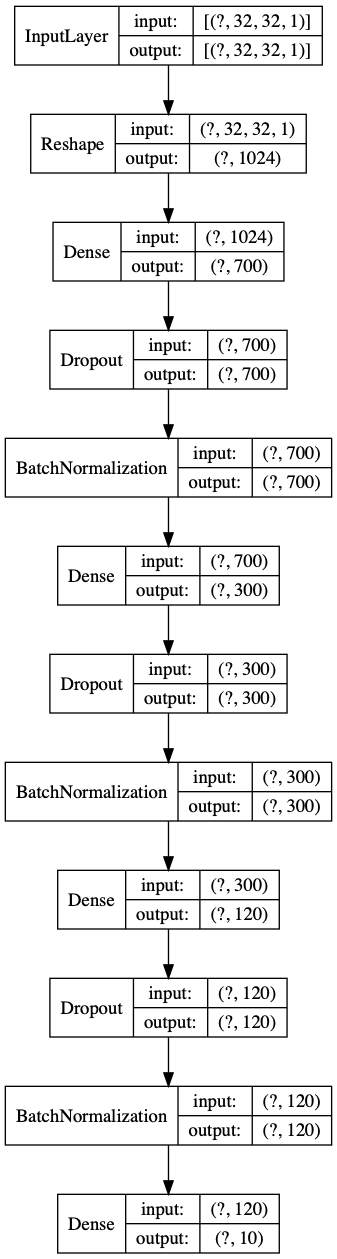 InputLayer
input: [(?, 32, 32, 1)]
output: [(?, 32, 32, 1)]
Reshape
input: (?, 32, 32, 1)
output: (?, 1024)
Dense
input: (?, 1024)
output: (?, 700)
Dropout
input: (?, 700)
output: (?, 700)
BatchNormalization
input: (?, 700)
output: (?, 700)
Dense
input: (?, 700)
output: (?, 300)
Dropout
input: (?, 300)
output: (?, 300)
BatchNormalization
input: (?, 300)
output: (?, 300)
Dense
input: (?, 300)
output: (?, 120)
Dropout
input: (?, 120)
output: (?, 120)
BatchNormalization
input: (?, 120)
output: (?, 120)
Dense
input: (?, 120)
output: (?, 10)